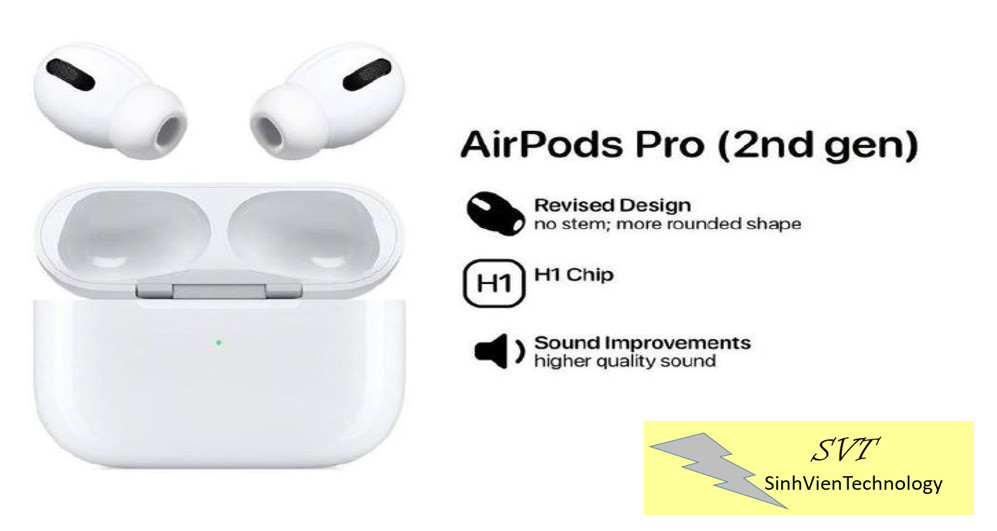 AirPods Pro (2nd gen)
Revised Design
no stem; more rounded shape
H1
H1 Chip
Sound Improvements
higher quality sound
SVT
SinhVienTechnology